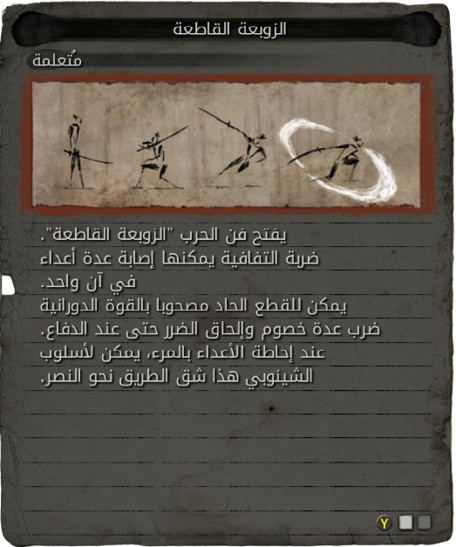 الزوبعة القاطعة
مُتعلمة
يفتح فن الحرب "الزوبعة القاطعة".
ضربة التفافية يمكنها إصابة عدة أعداء
في آن واحد.
يمكن للقطع الحاد مصحوبا بالقوة الدورانية
ضرب عدة خصوم وإلحاق الضرر حتى عند الدفاع.
عند إحاطة الأعداء بالمرء، يمكن لأسلوب
الشينوبي هذا شق الطريق نحو النصر.
Y